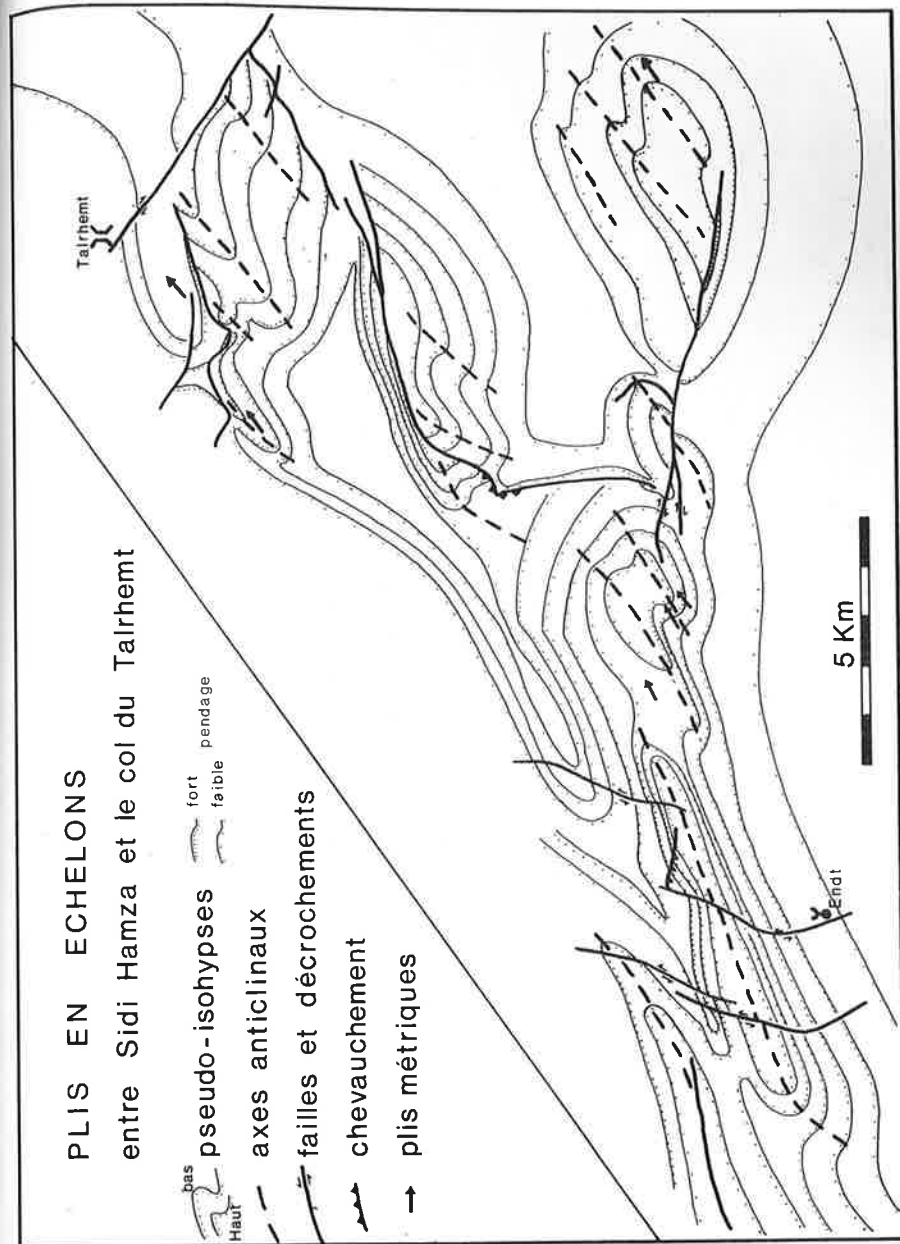 PLIS EN ECHELONS
entre Sidi Hamza et le col du Talrhemt
bas
Haut
pseudo-isohypses
fort
faible
pendage
axes anticlinaux
failles et décrochements
chevauchement
plis métriques
Talrhemt
Endt
5 Km